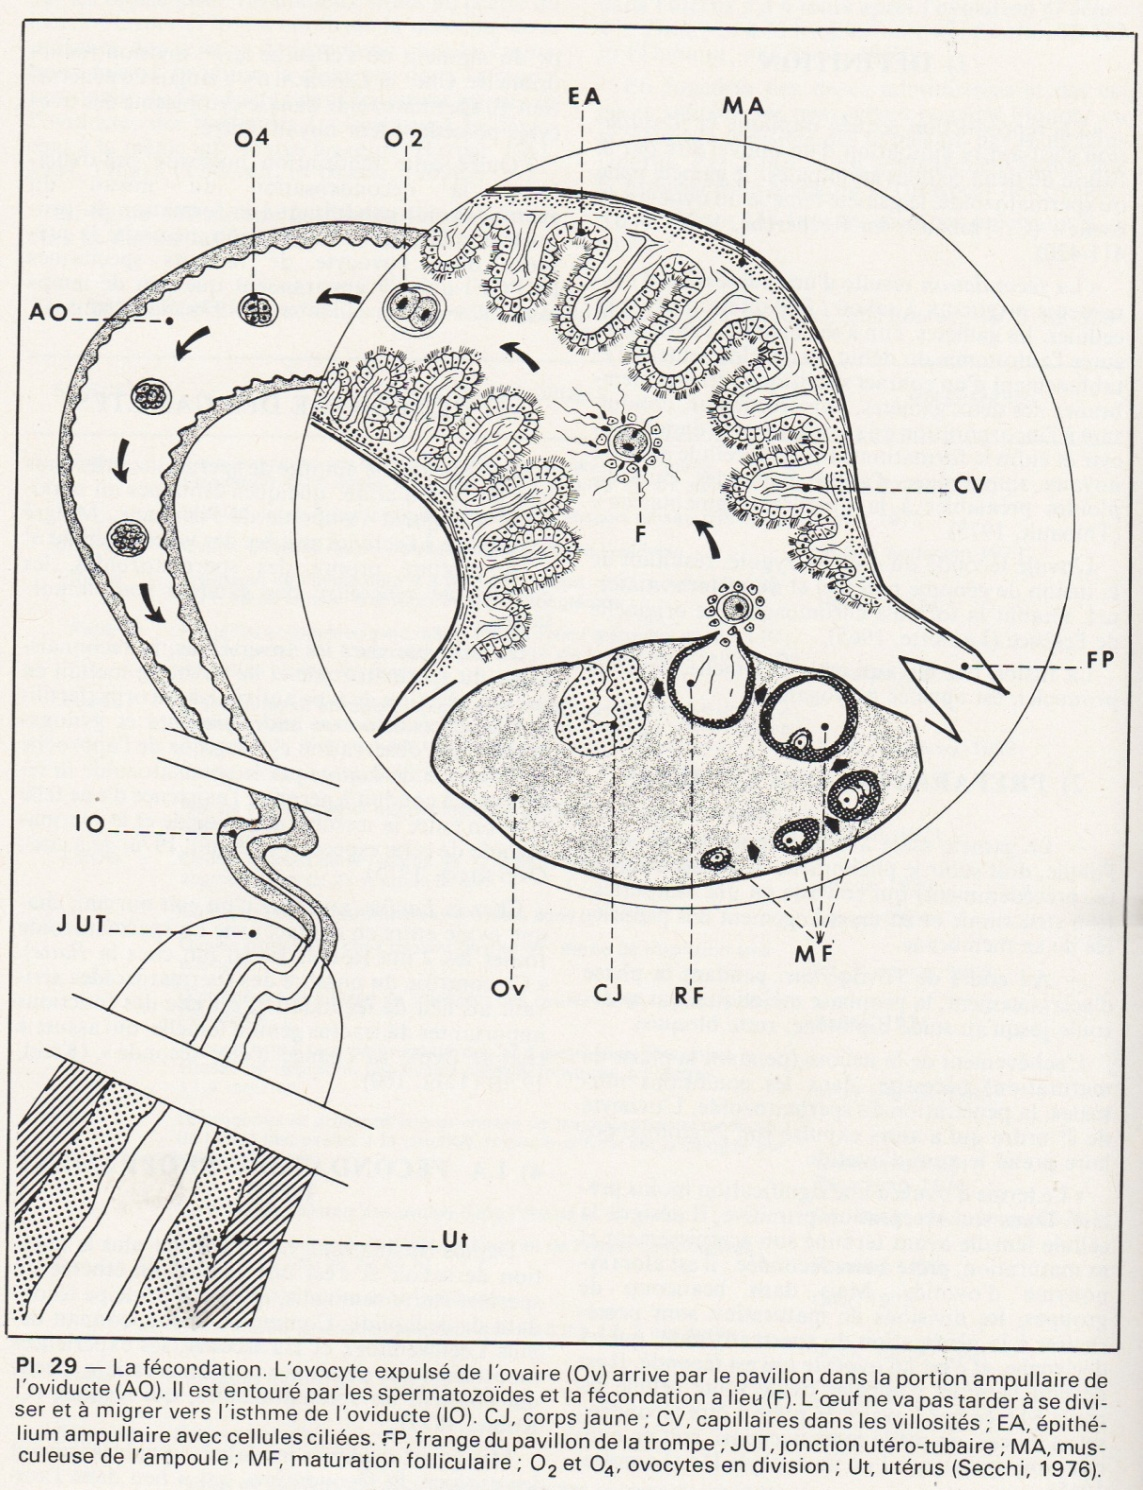 EA
MA
O4
O2
AO
CV
F
FP
IO
JUT
MF
Ov
CJ
RF
Ut
Pl. 29 — La fécondation. L'ovocyte expulsé de l'ovaire (Ov) arrive par le pavillon dans la portion ampullaire de
l'oviducte (AO). Il est entouré par les spermatozoïdes et la fécondation a lieu (F). L'œuf ne va pas tarder à se divi-
ser et à migrer vers l'isthme de l'oviducte (IO). CJ, corps jaune ; CV, capillaires dans les villosités ; EA, épithé-
lium ampullaire avec cellules ciliées. FP, frange du pavillon de la trompe ; JUT, jonction utéro-tubaire ; MA, mus-
culeuse de l'ampoule ; MF, maturation folliculaire ; O₂ et O₄, ovocytes en division ; Ut, utérus (Secchi, 1976).